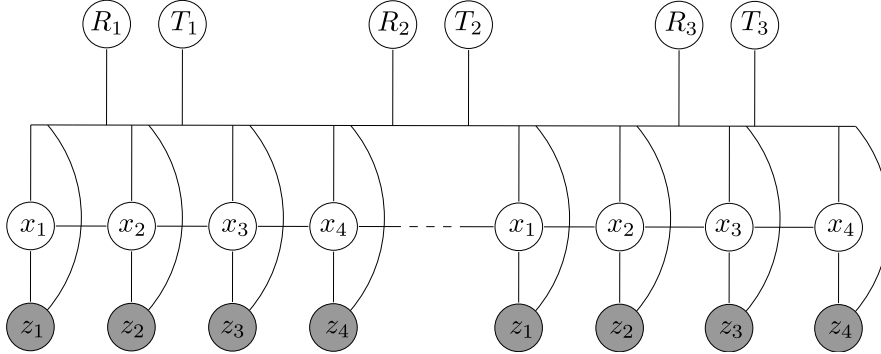 R₁ T₁ R₂ T₂ R₃ T₃
x₁ x₂ x₃ x₄ x₁ x₂ x₃ x₄
z₁ z₂ z₃ z₄ z₁ z₂ z₃ z₄